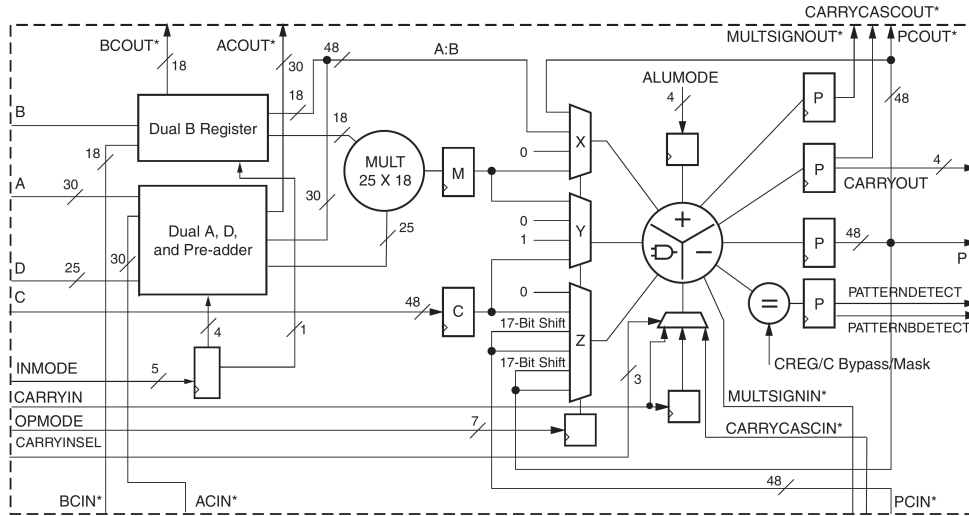 CARRYCASCOUT*
BCOUT* ACOUT* MULTSIGNOUT* PCOUT*
48 A:B
18 30 ALUMODE
18 4 P 48
B Dual B Register 18 X
MULT 25 X 18 M 0
18 P 4
A 30 CARRYOUT
30 0 Y
Dual A, D, and Pre-adder 25 1 + − P 48
30 P
D 25
C 48 C 0 = P PATTERNDETECT
17-Bit Shift PATTERNBDETECT
4 1 Z
17-Bit Shift CREG/C Bypass/Mask
INMODE 5 3
CARRYIN MULTSIGNIN*
OPMODE 7
CARRYINSEL CARRYCASCIN*
48
BCIN* ACIN* PCIN*